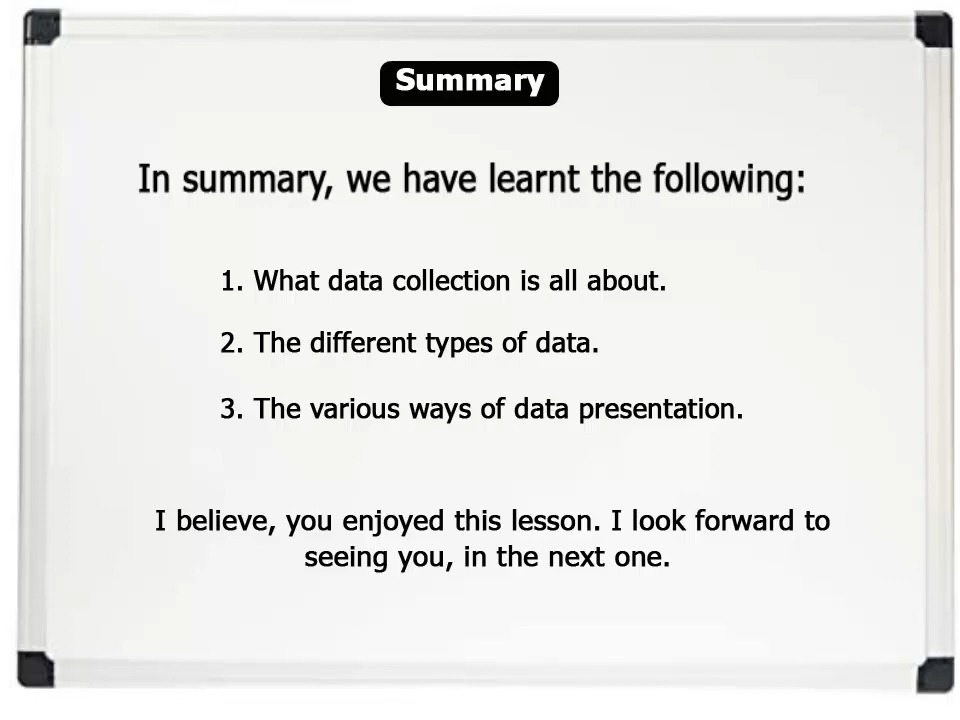 Summary
In summary, we have learnt the following:
1. What data collection is all about.
2. The different types of data.
3. The various ways of data presentation.
I believe, you enjoyed this lesson. I look forward to
seeing you, in the next one.